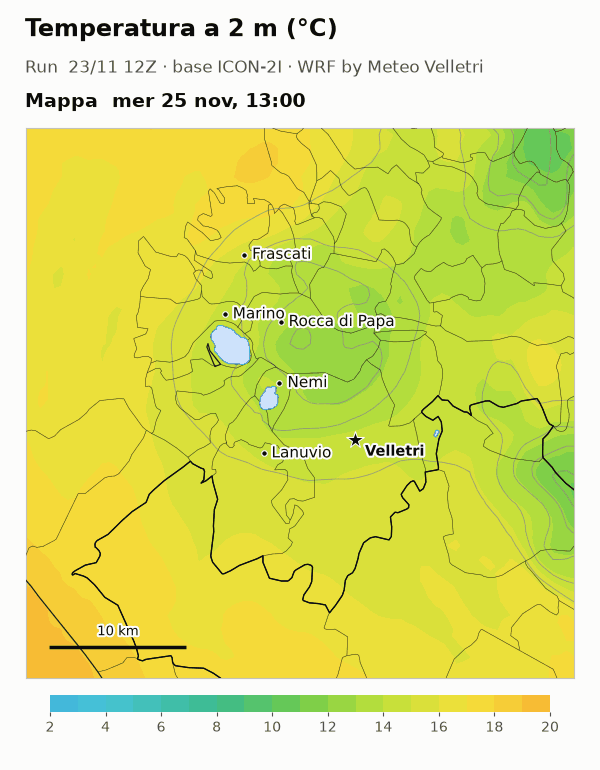 Temperatura a 2 m (°C)
Run  23/11 12Z · base ICON-2I · WRF by Meteo Velletri
Mappa  mer 25 nov, 13:00
Frascati
Marino
Rocca di Papa
Nemi
Velletri
Lanuvio
10 km
2 4 6 8 10 12 14 16 18 20